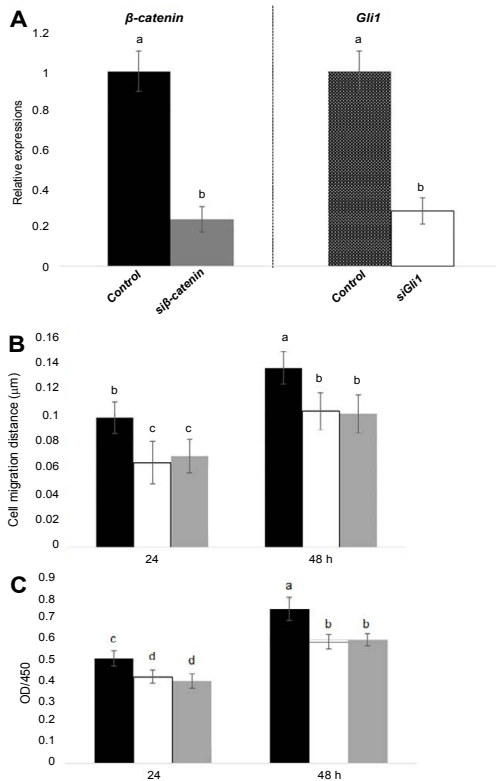 A
β-catenin
Gli1
Relative expressions
1.2
1
0.8
0.6
0.4
0.2
0
a
b
a
b
Control
siβ-catenin
Control
siGli1
B
Cell migration distance (μm)
0.16
0.14
0.12
0.1
0.08
0.06
0.04
0.02
0
b
c
c
a
b
b
24
48 h
C
OD/450
0.9
0.8
0.7
0.6
0.5
0.4
0.3
0.2
0.1
0
c
d
d
a
b
b
24
48 h